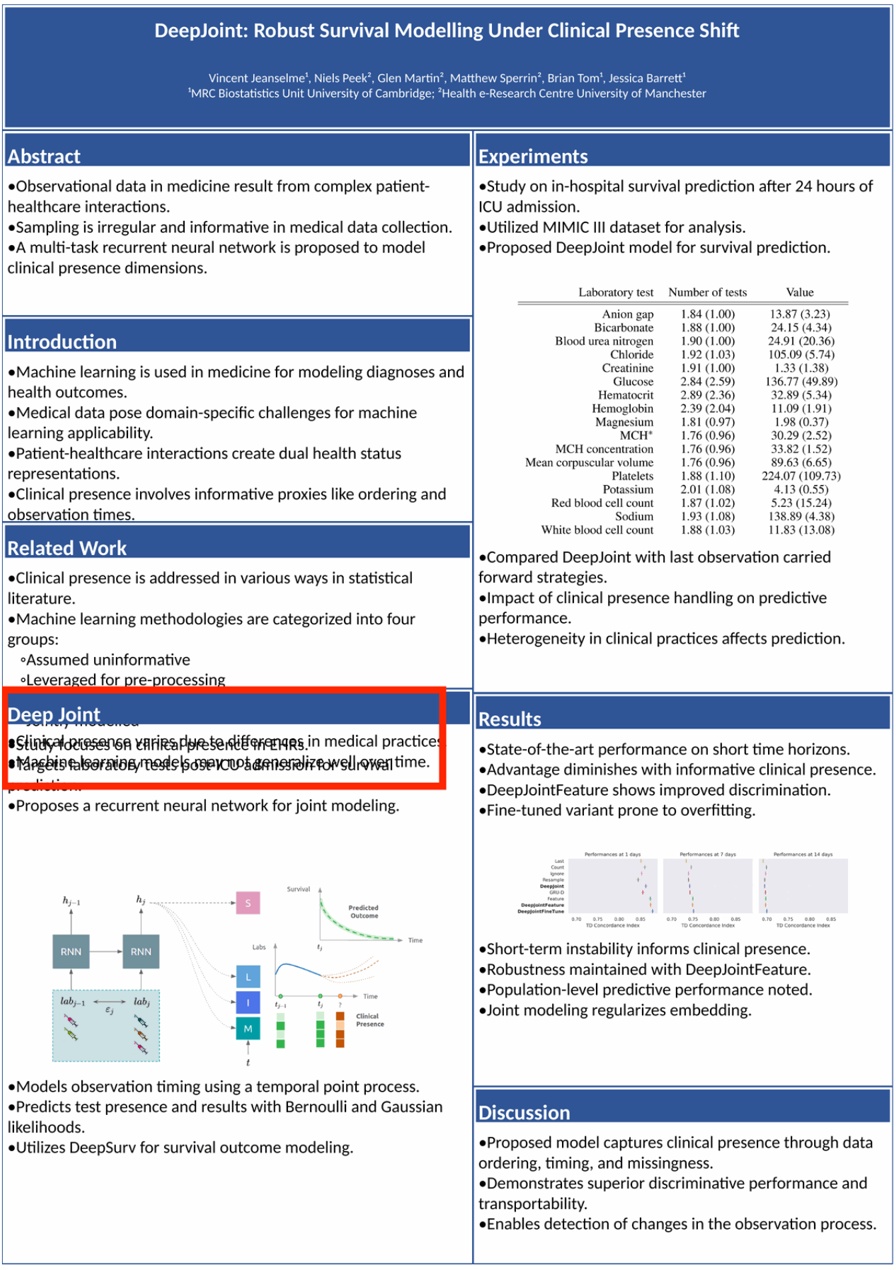 DeepJoint: Robust Survival Modelling Under Clinical Presence Shift
Vincent Jeanselme¹, Niels Peek², Glen Martin², Matthew Sperrin², Brian Tom¹, Jessica Barrett¹
¹MRC Biostatistics Unit University of Cambridge; ²Health e-Research Centre University of Manchester
Abstract
•Observational data in medicine result from complex patient-
healthcare interactions.
•Sampling is irregular and informative in medical data collection.
•A multi-task recurrent neural network is proposed to model
clinical presence dimensions.
Introduction
•Machine learning is used in medicine for modeling diagnoses and
health outcomes.
•Medical data pose domain-specific challenges for machine
learning applicability.
•Patient-healthcare interactions create dual health status
representations.
•Clinical presence involves informative proxies like ordering and
observation times.
Related Work
•Clinical presence is addressed in various ways in statistical
literature.
•Machine learning methodologies are categorized into four
groups:
◦Assumed uninformative
◦Leveraged for pre-processing
Deep Joint
◦Jointly modelled
•Clinical presence varies due to differences in medical practices
•Study focuses on clinical presence in EHRs.
•Machine learning models may not generalize well over time.
•Targets laboratory tests post-ICU admission for survival
prediction.
•Proposes a recurrent neural network for joint modeling.
h_{j-1}
h_j
RNN
RNN
lab_{j-1}
lab_j
ε_j
S
L
I
M
t
Survival
Predicted
Outcome
t_j
Time
Labs
Time
t_{j-1}
t_j
?
Clinical
Presence
•Models observation timing using a temporal point process.
•Predicts test presence and results with Bernoulli and Gaussian
likelihoods.
•Utilizes DeepSurv for survival outcome modeling.
Experiments
•Study on in-hospital survival prediction after 24 hours of
ICU admission.
•Utilized MIMIC III dataset for analysis.
•Proposed DeepJoint model for survival prediction.
Laboratory test Number of tests Value
Anion gap 1.84 (1.00) 13.87 (3.23)
Bicarbonate 1.88 (1.00) 24.15 (4.34)
Blood urea nitrogen 1.90 (1.00) 24.91 (20.36)
Chloride 1.92 (1.03) 105.09 (5.74)
Creatinine 1.91 (1.00) 1.33 (1.38)
Glucose 2.84 (2.59) 136.77 (49.89)
Hematocrit 2.89 (2.36) 32.89 (5.34)
Hemoglobin 2.39 (2.04) 11.09 (1.91)
Magnesium 1.81 (0.97) 1.98 (0.37)
MCH* 1.76 (0.96) 30.29 (2.52)
MCH concentration 1.76 (0.96) 33.82 (1.52)
Mean corpuscular volume 1.76 (0.96) 89.63 (6.65)
Platelets 1.88 (1.10) 224.07 (109.73)
Potassium 2.01 (1.08) 4.13 (0.55)
Red blood cell count 1.87 (1.02) 5.23 (15.24)
Sodium 1.93 (1.08) 138.89 (4.38)
White blood cell count 1.88 (1.03) 11.83 (13.08)
•Compared DeepJoint with last observation carried
forward strategies.
•Impact of clinical presence handling on predictive
performance.
•Heterogeneity in clinical practices affects prediction.
Results
•State-of-the-art performance on short time horizons.
•Advantage diminishes with informative clinical presence.
•DeepJointFeature shows improved discrimination.
•Fine-tuned variant prone to overfitting.
Performances at 1 days Performances at 7 days Performances at 14 days
Last
Count
Ignore
Resample
DeepJoint
GRU-D
Feature
DeepJointFeature
DeepJointFineTune
0.70 0.75 0.80 0.85 0.70 0.75 0.80 0.85 0.70 0.75 0.80 0.85
TD Concordance Index TD Concordance Index TD Concordance Index
•Short-term instability informs clinical presence.
•Robustness maintained with DeepJointFeature.
•Population-level predictive performance noted.
•Joint modeling regularizes embedding.
Discussion
•Proposed model captures clinical presence through data
ordering, timing, and missingness.
•Demonstrates superior discriminative performance and
transportability.
•Enables detection of changes in the observation process.